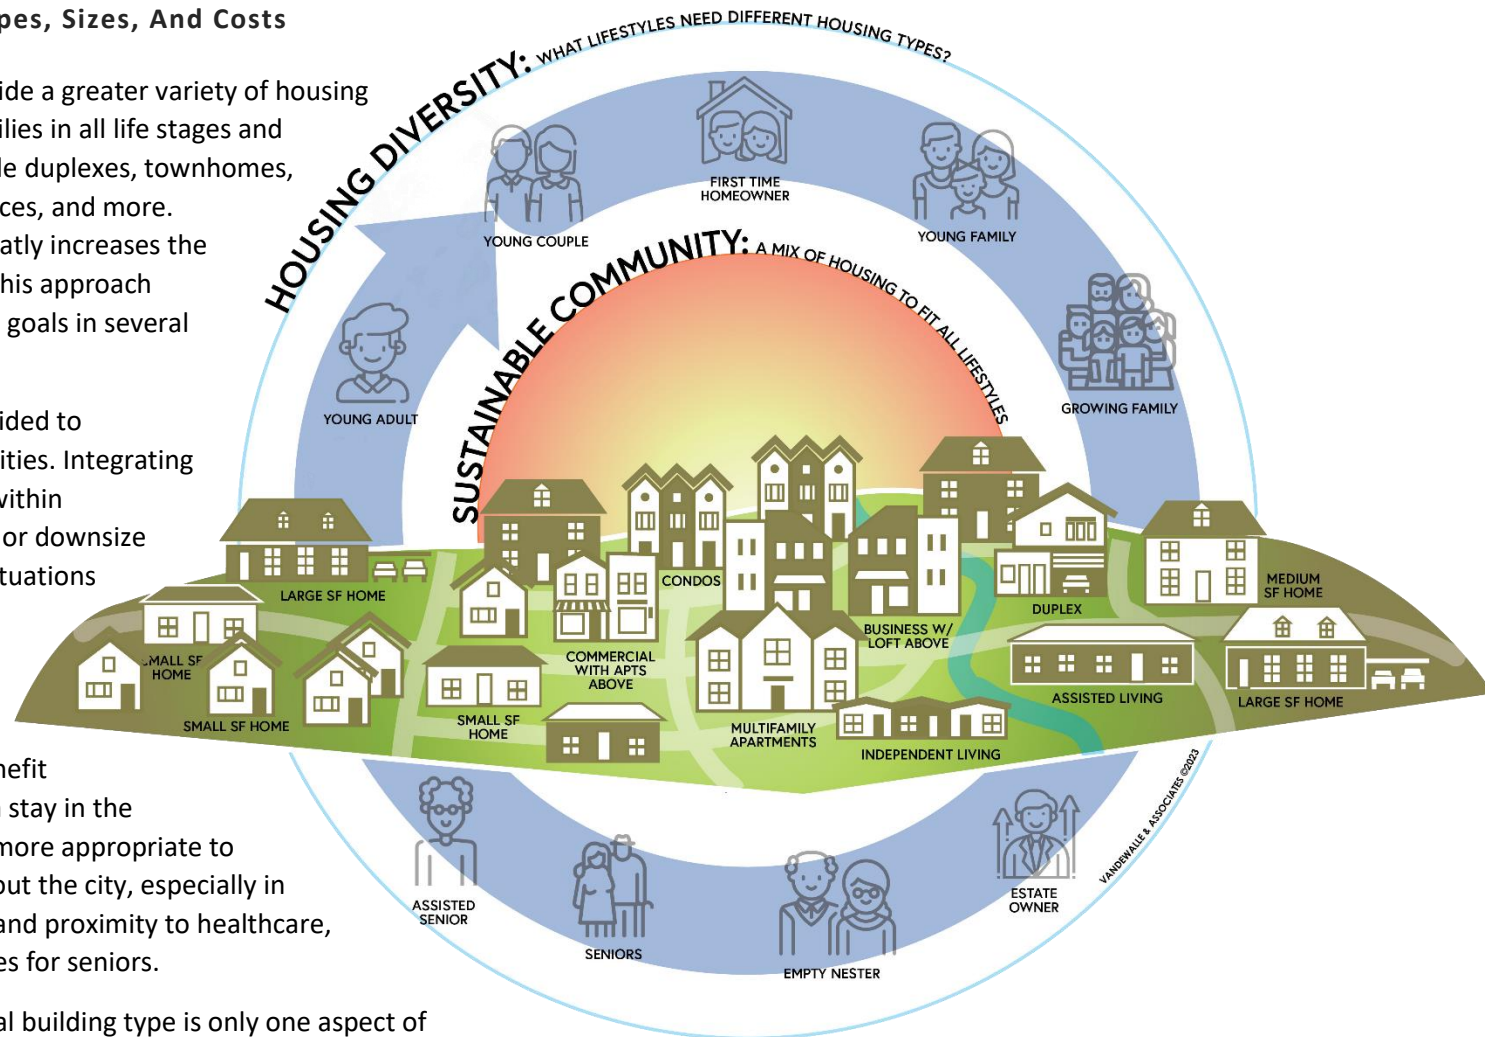 pes, Sizes, And Costs
ide a greater variety of housing
ilies in all life stages and
le duplexes, townhomes,
ces, and more.
atly increases the
his approach
goals in several
ided to
ities. Integrating
within
or downsize
tuations
nefit
stay in the
more appropriate to
out the city, especially in
and proximity to healthcare,
es for seniors.
al building type is only one aspect of
HOUSING DIVERSITY: WHAT LIFESTYLES NEED DIFFERENT HOUSING TYPES?
YOUNG ADULT
YOUNG COUPLE
FIRST TIME
HOMEOWNER
YOUNG FAMILY
GROWING FAMILY
SUSTAINABLE COMMUNITY: A MIX OF HOUSING TO FIT ALL LIFESTYLES
LARGE SF HOME
CONDOS
DUPLEX
MEDIUM
SF HOME
SMALL SF
HOME
COMMERCIAL
WITH APTS
ABOVE
BUSINESS W/
LOFT ABOVE
ASSISTED LIVING
LARGE SF HOME
SMALL SF HOME
SMALL SF
HOME
MULTIFAMILY
APARTMENTS
INDEPENDENT LIVING
ASSISTED
SENIOR
SENIORS
EMPTY NESTER
ESTATE
OWNER
VANDEWALLE & ASSOCIATES ©2023